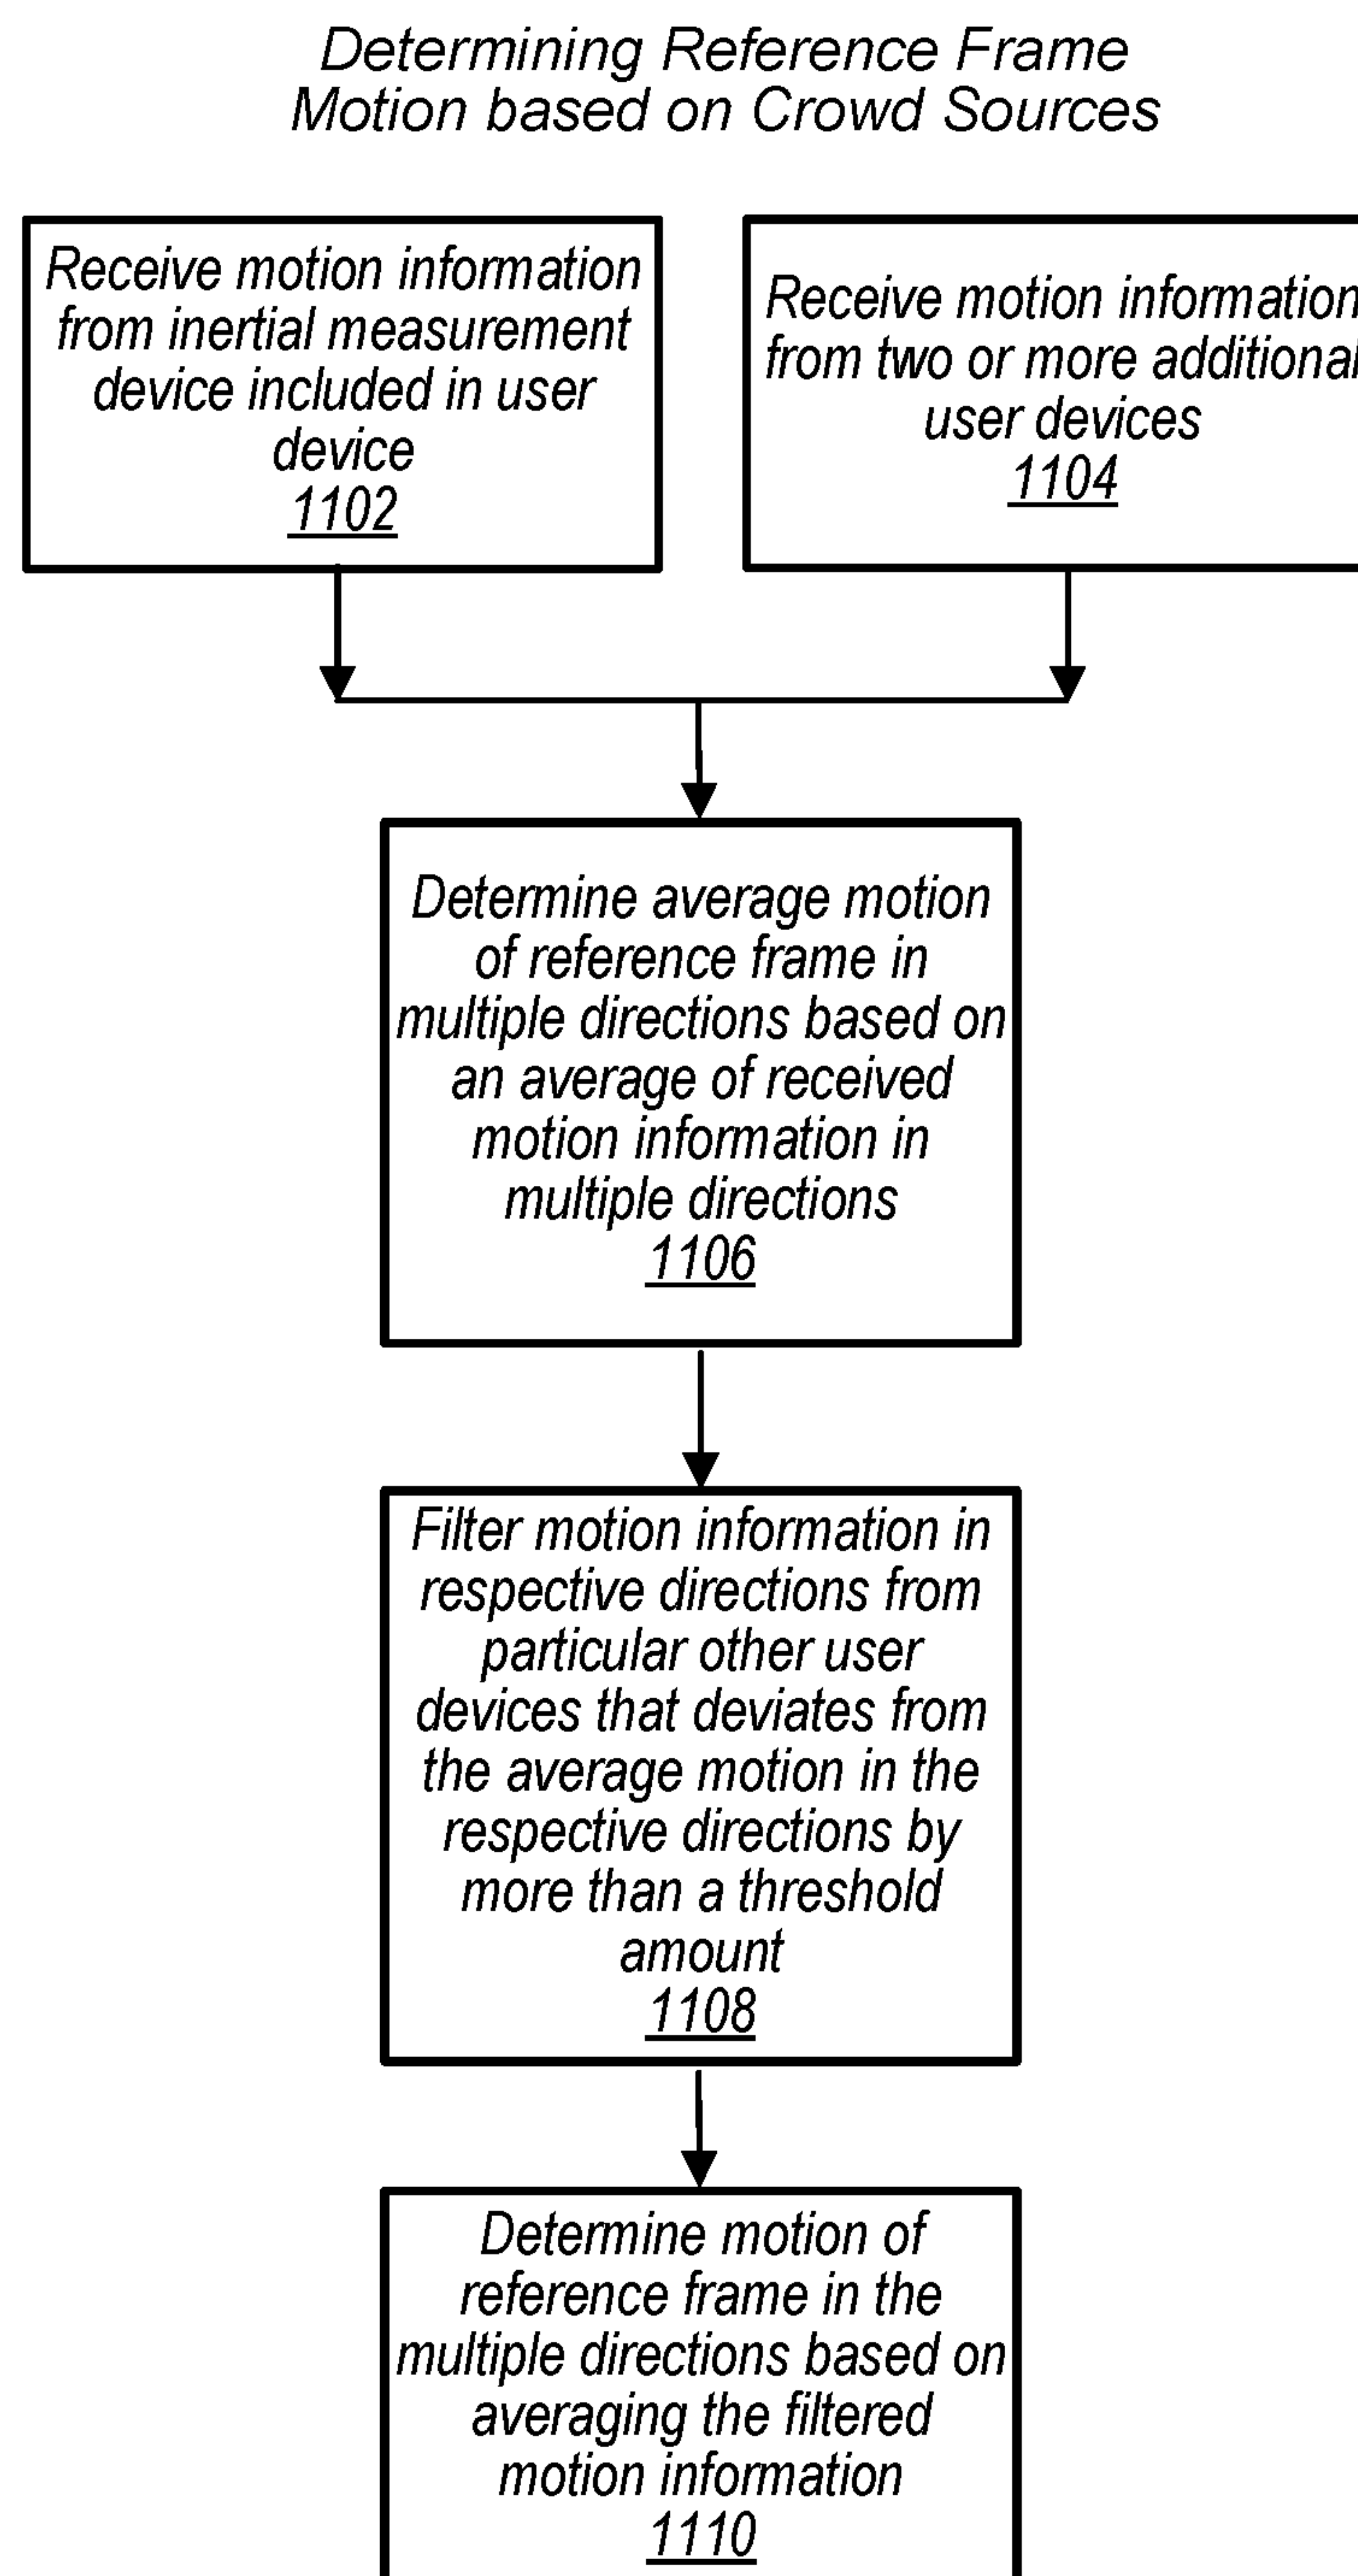 Determining Reference Frame
Motion based on Crowd Sources
Receive motion information
from inertial measurement
device included in user
device
1102
Receive motion information
from two or more additional
user devices
1104
Determine average motion
of reference frame in
multiple directions based on
an average of received
motion information in
multiple directions
1106
Filter motion information in
respective directions from
particular other user
devices that deviates from
the average motion in the
respective directions by
more than a threshold
amount
1108
Determine motion of
reference frame in the
multiple directions based on
averaging the filtered
motion information
1110